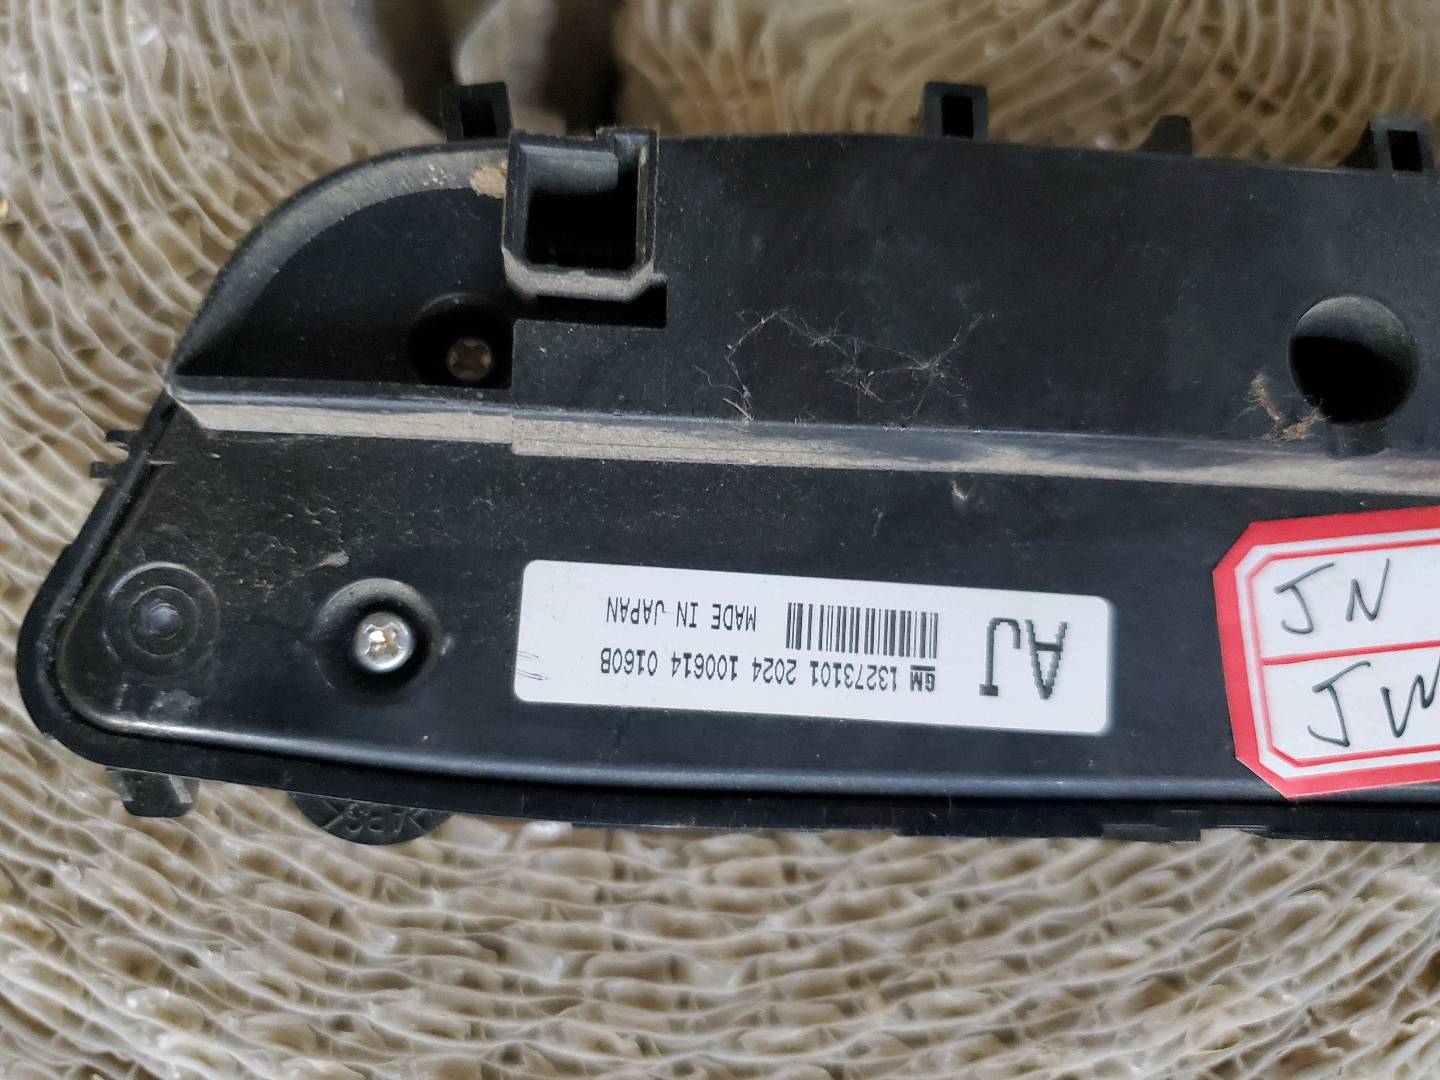 AJ
GM 13273101 2024 100614 0160B
MADE IN JAPAN
JN